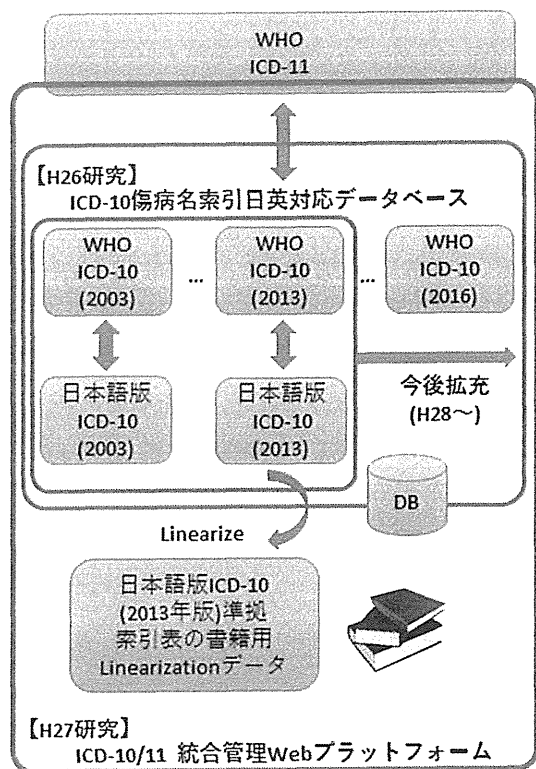 WHO
ICD-11
【H26研究】
ICD-10傷病名索引日英対応データベース
WHO
ICD-10
(2003)
...
WHO
ICD-10
(2013)
...
WHO
ICD-10
(2016)
日本語版
ICD-10
(2003)
日本語版
ICD-10
(2013)
今後拡充
(H28～)
DB
Linearize
日本語版ICD-10
(2013年版)準拠
索引表の書籍用
Linearizationデータ
【H27研究】
ICD-10/11 統合管理Webプラットフォーム